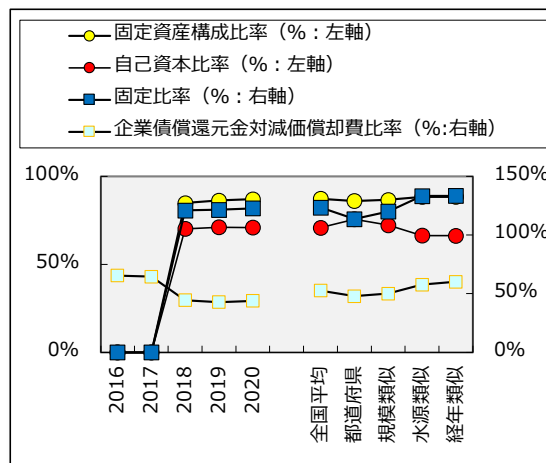 固定資産構成比率（%：左軸）
自己資本比率（%：左軸）
固定比率（%：右軸）
企業債償還元金対減価償却費比率（%:右軸）
100%
50%
0%
150%
100%
50%
0%
2016
2017
2018
2019
2020
全国平均
都道府県
規模類似
水源類似
経年類似